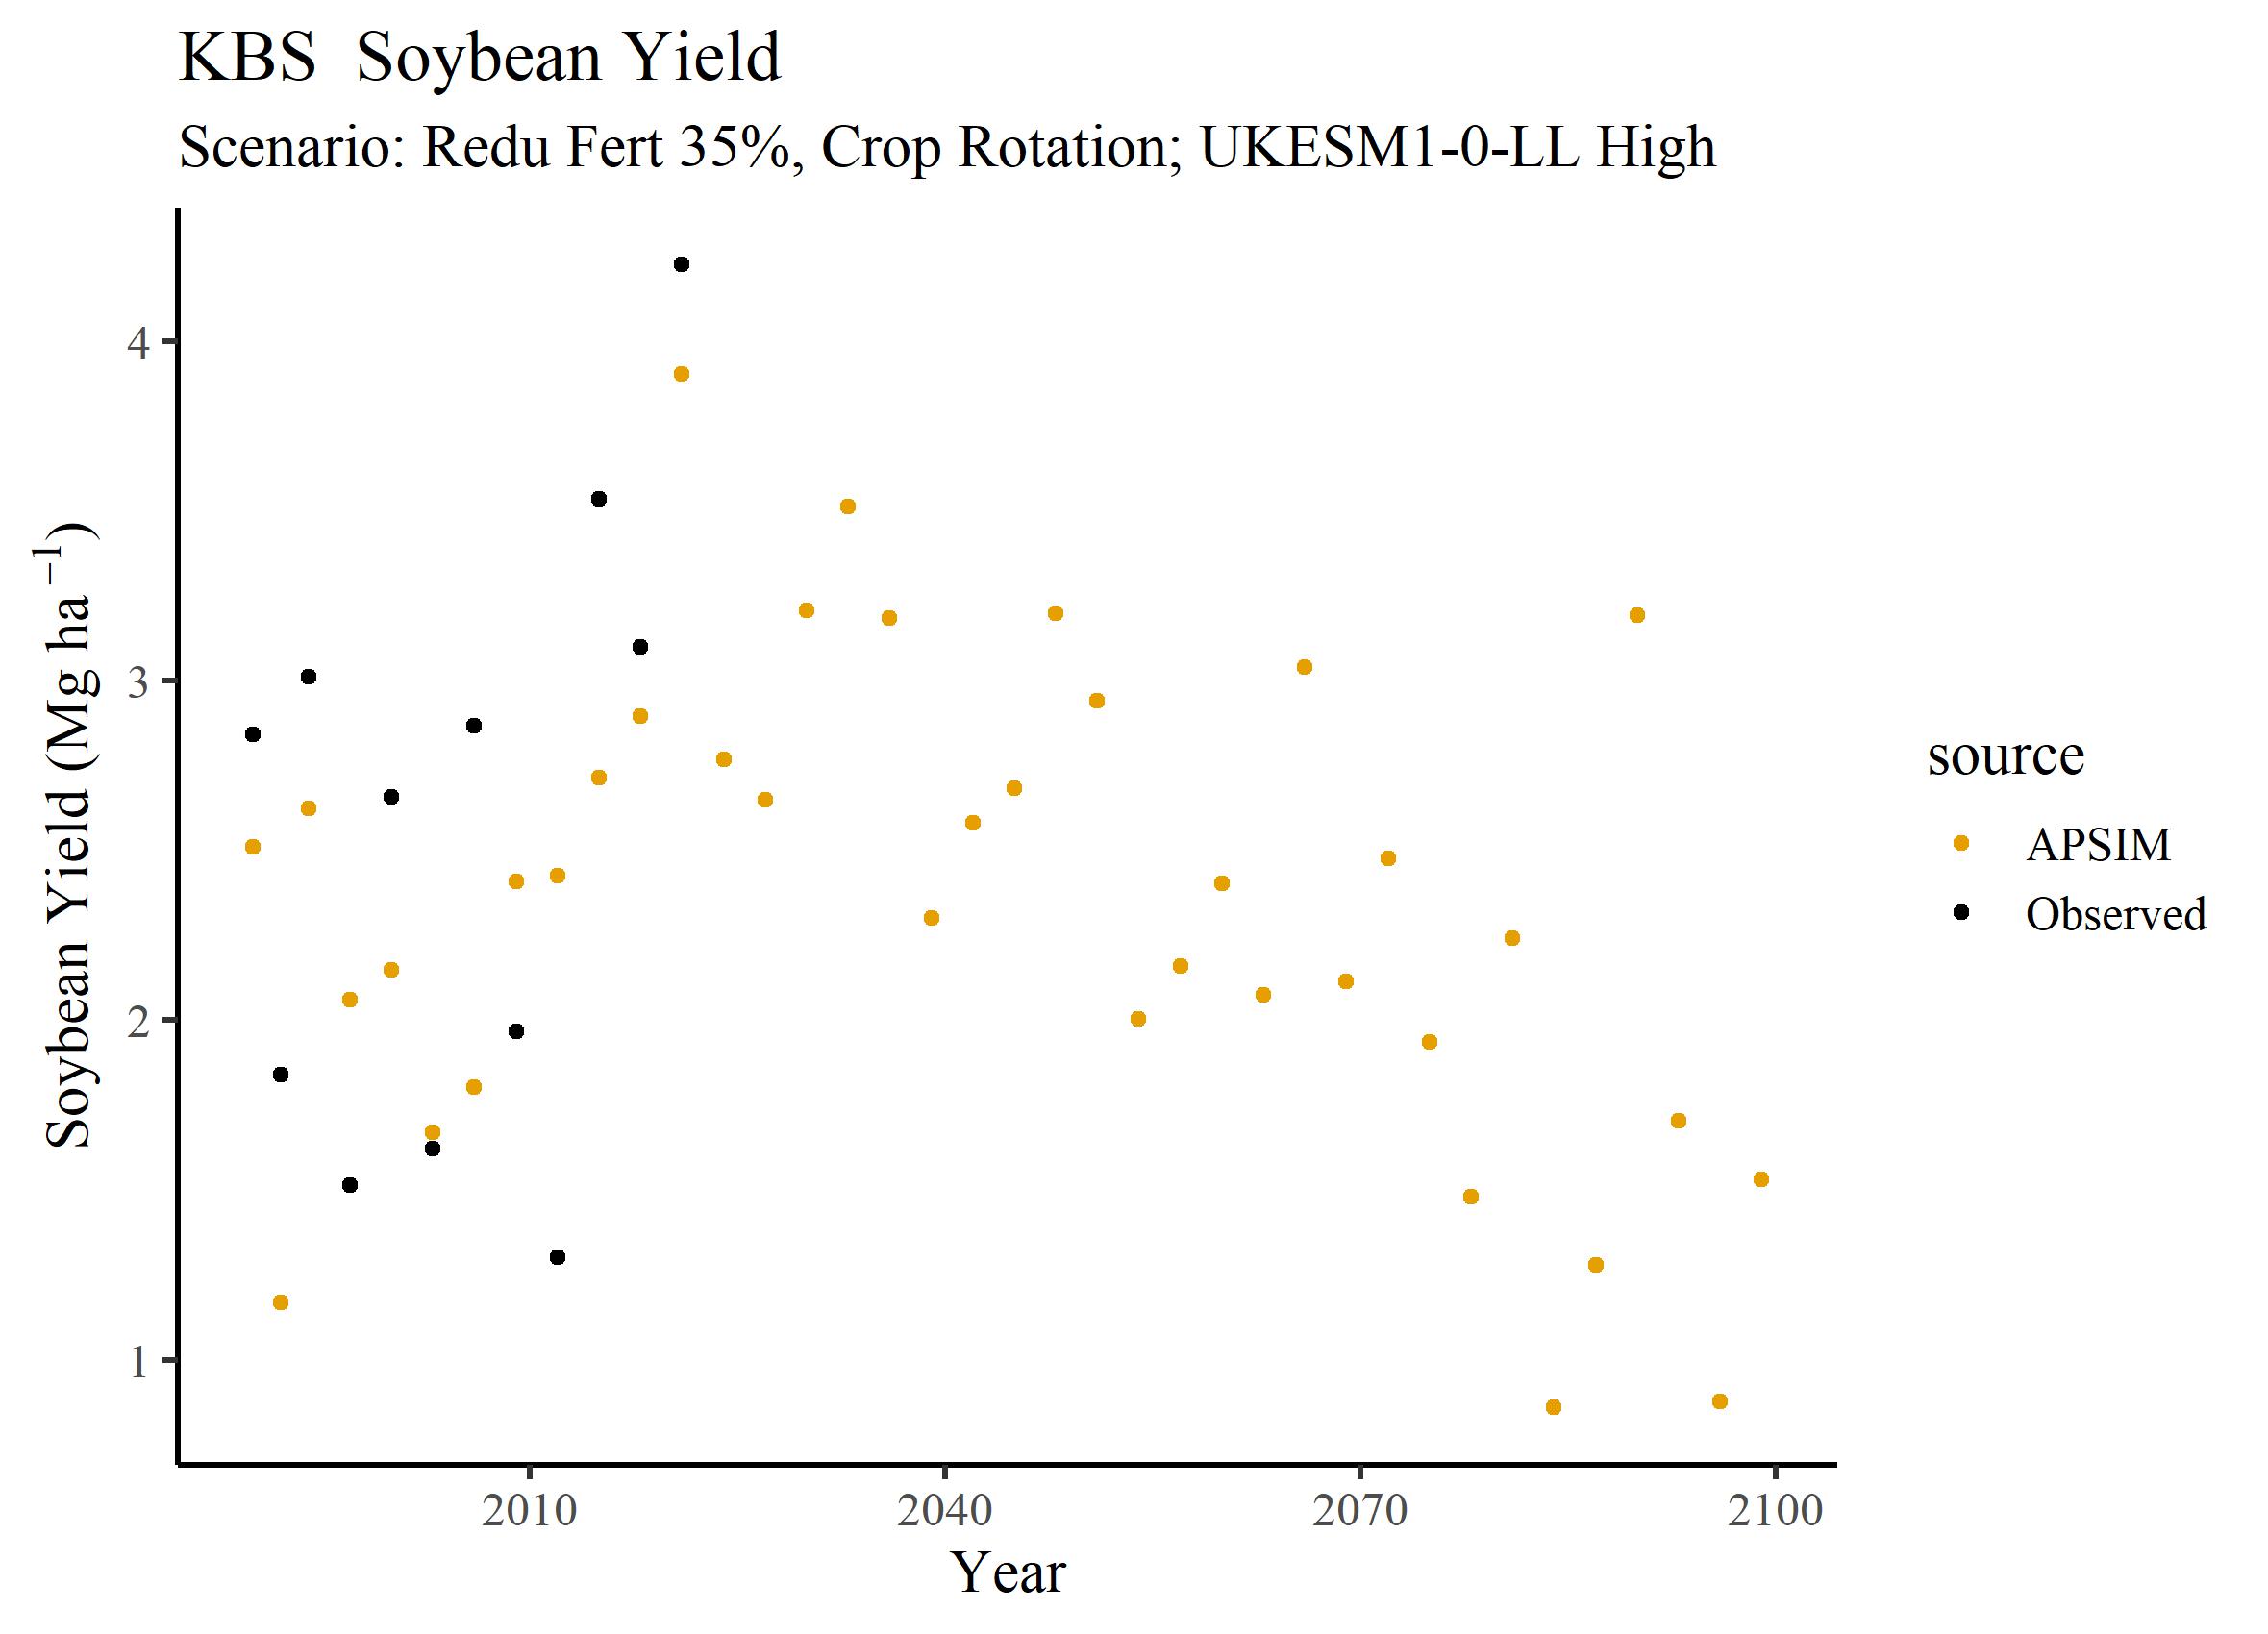 KBS  Soybean Yield
Scenario: Redu Fert 35%, Crop Rotation; UKESM1-0-LL High
Soybean Yield (Mg ha⁻¹)
4
3
2
1
2010 2040 2070 2100
Year
source
APSIM
Observed